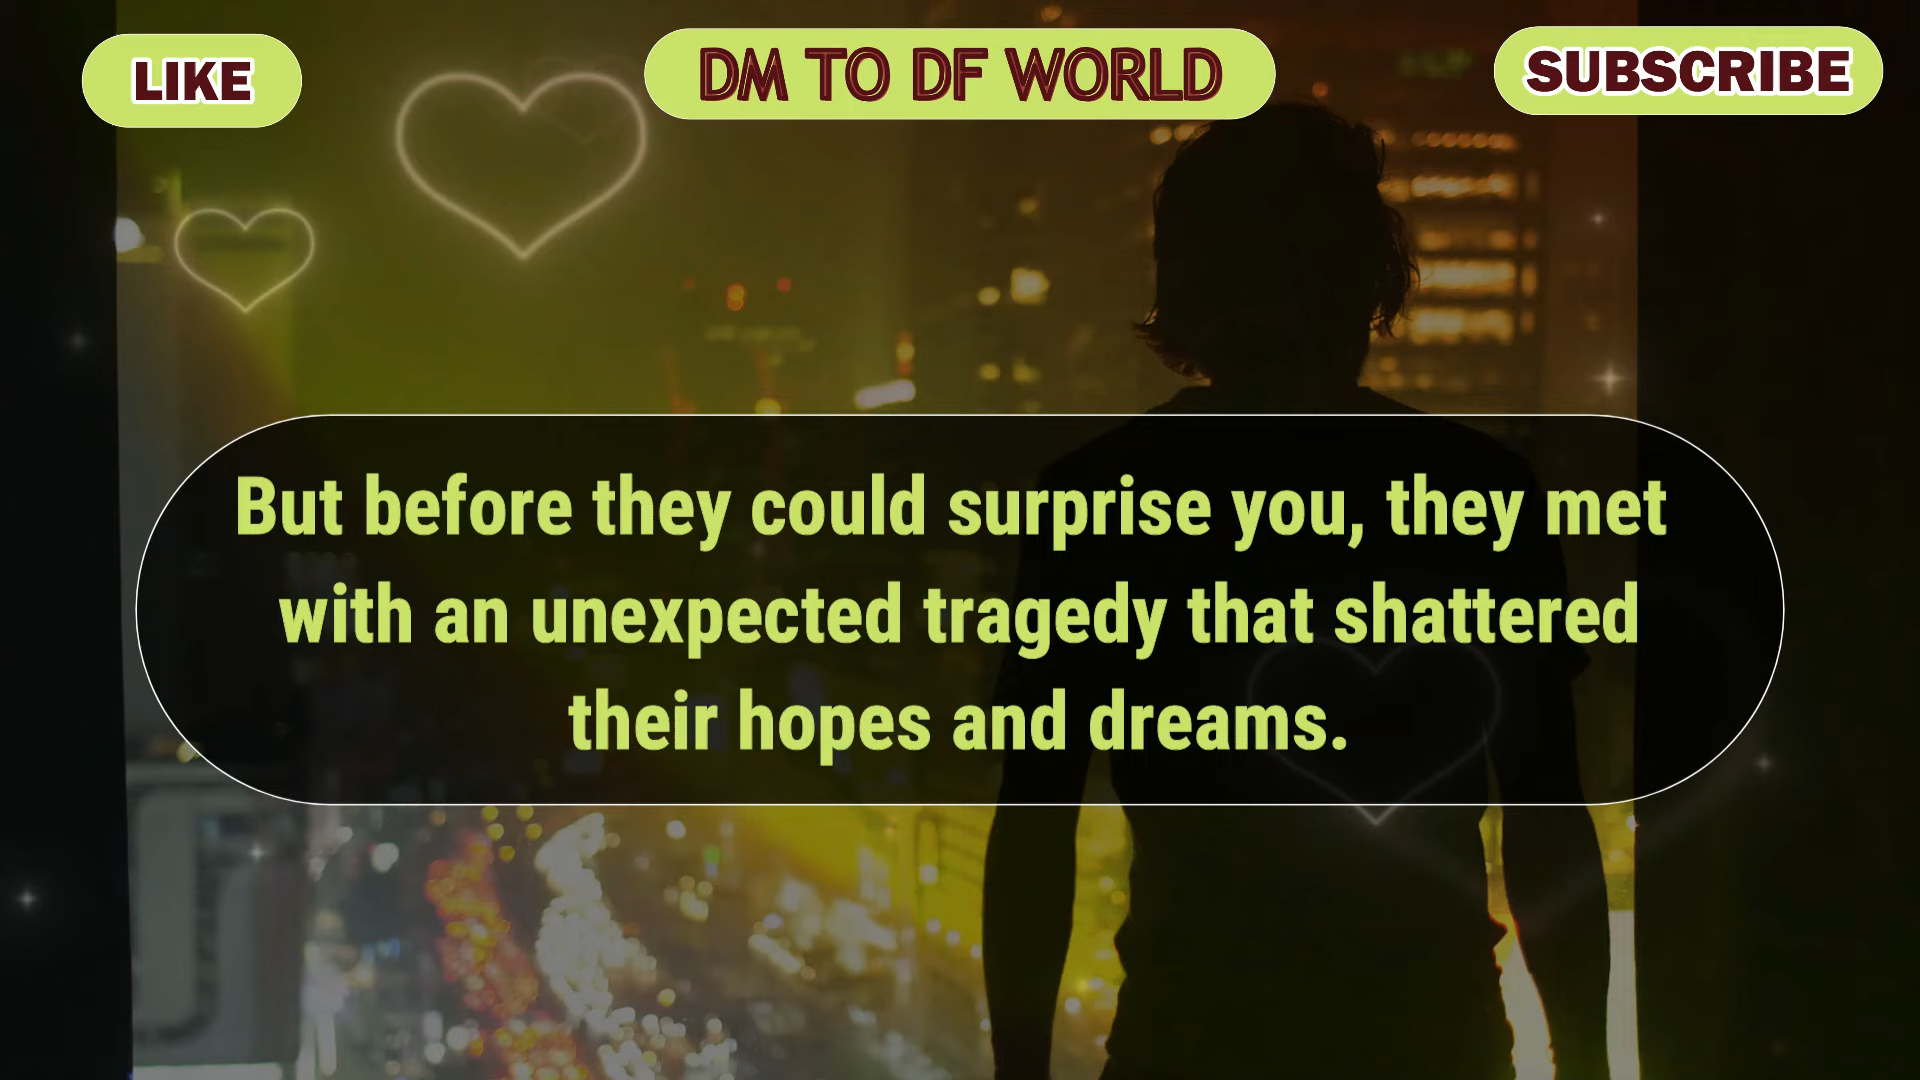 LIKE
DM TO DF WORLD
SUBSCRIBE
But before they could surprise you, they met
with an unexpected tragedy that shattered
their hopes and dreams.